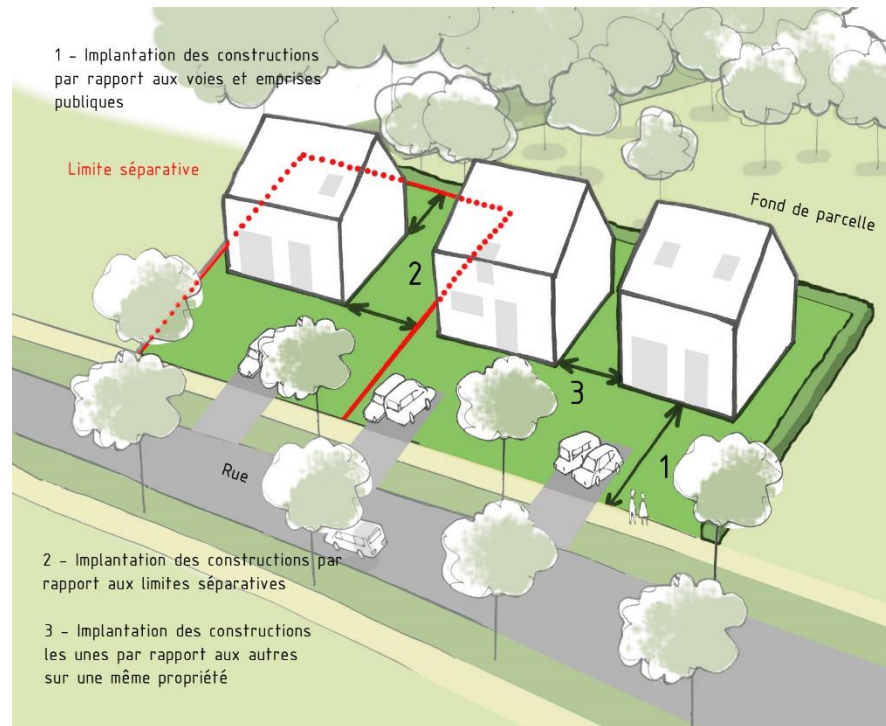 1 - Implantation des constructions
par rapport aux voies et emprises
publiques
Limite séparative
Fond de parcelle
2
3
1
Rue
2 - Implantation des constructions par
rapport aux limites séparatives
3 - Implantation des constructions
les unes par rapport aux autres
sur une même propriété